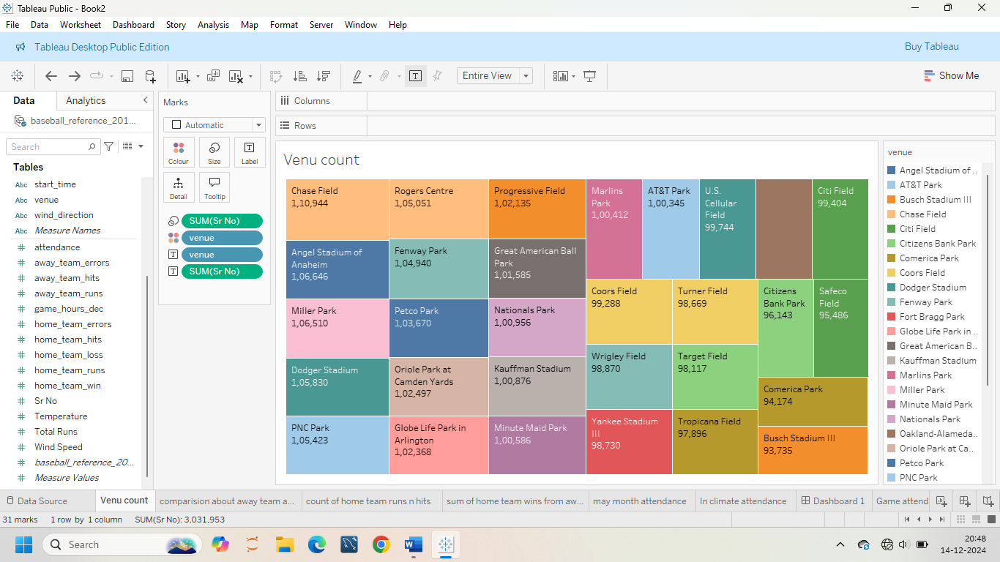 Tableau Public - Book2
File Data Worksheet Dashboard Story Analysis Map Format Server Window Help
Tableau Desktop Public Edition
Buy Tableau
Entire View
Show Me
Data
Analytics
baseball_reference_201...
Search
Tables
Abc start_time
Abc venue
Abc wind_direction
Abc Measure Names
attendance
away_team_errors
away_team_hits
away_team_runs
game_hours_dec
home_team_errors
home_team_hits
home_team_loss
home_team_runs
home_team_win
Sr No
Temperature
Total Runs
Wind Speed
baseball_reference_20...
Measure Values
Marks
Automatic
Colour Size Label
Detail Tooltip
SUM(Sr No)
venue
venue
SUM(Sr No)
Columns
Rows
Venu count
Chase Field
1,10,944
Angel Stadium of
Anaheim
1,06,646
Miller Park
1,06,510
Dodger Stadium
1,05,830
PNC Park
1,05,423
Rogers Centre
1,05,051
Fenway Park
1,04,940
Petco Park
1,03,670
Oriole Park at
Camden Yards
1,02,497
Globe Life Park in
Arlington
1,02,368
Progressive Field
1,02,135
Great American Ball
Park
1,01,585
Nationals Park
1,00,956
Kauffman Stadium
1,00,876
Minute Maid Park
1,00,586
Marlins
Park
1,00,412
AT&T Park
1,00,345
U.S.
Cellular
Field
99,744
Citi Field
99,404
Coors Field
99,288
Wrigley Field
98,870
Yankee Stadium
III
98,730
Turner Field
98,669
Target Field
98,117
Tropicana Field
97,896
Citizens
Bank Park
96,143
Safeco
Field
95,486
Comerica Park
94,174
Busch Stadium III
93,735
venue
Angel Stadium of ..
AT&T Park
Busch Stadium III
Chase Field
Citi Field
Citizens Bank Park
Comerica Park
Coors Field
Dodger Stadium
Fenway Park
Fort Bragg Park
Globe Life Park in ..
Great American B..
Kauffman Stadium
Marlins Park
Miller Park
Minute Maid Park
Nationals Park
Oakland-Alameda..
Oriole Park at Ca..
Petco Park
PNC Park
Data Source
Venu count
comparision about away team a...
count of home team runs n hits
sum of home team wins from aw...
may month attendance
In climate attendance
Dashboard 1
Game attend
31 marks 1 row by 1 column SUM(Sr No): 3,031,953
Search
20:48
14-12-2024